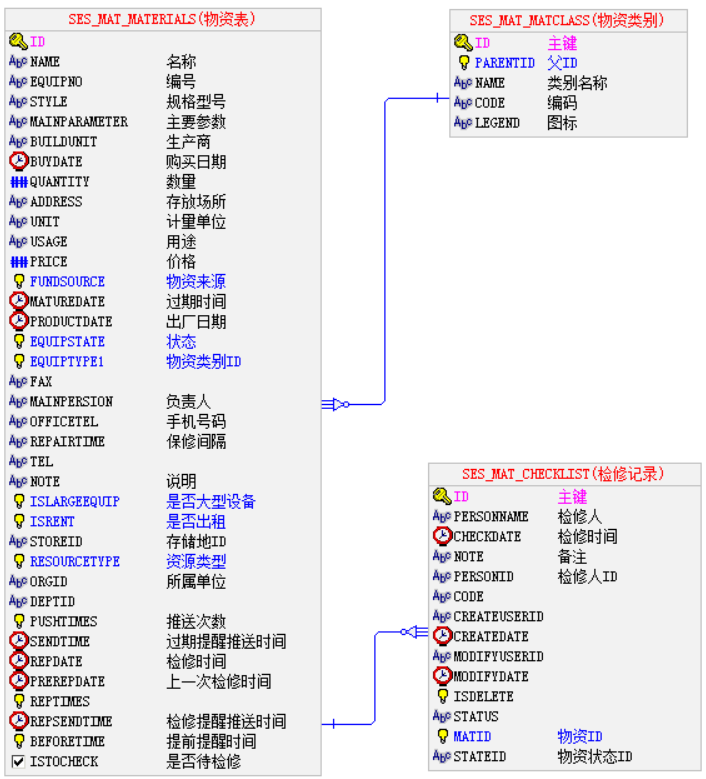 SES_MAT_MATERIALS(物资表)
ID
NAME 名称
EQUIPNO 编号
STYLE 规格型号
MAINPARAMETER 主要参数
BUILDUNIT 生产商
BUYDATE 购买日期
QUANTITY 数量
ADDRESS 存放场所
UNIT 计量单位
USAGE 用途
PRICE 价格
FUNDSOURCE 物资来源
MATUREDATE 过期时间
PRODUCTDATE 出厂日期
EQUIPSTATE 状态
EQUIPTYPE1 物资类别ID
FAX
MAINPERSION 负责人
OFFICETEL 手机号码
REPAIRTIME 保修间隔
TEL
NOTE 说明
ISLARGEEQUIP 是否大型设备
ISRENT 是否出租
STOREID 存储地ID
RESOURCETYPE 资源类型
ORGID 所属单位
DEPTID
PUSHTIMES 推送次数
SENDTIME 过期提醒推送时间
REPDATE 检修时间
PREREPDATE 上一次检修时间
REPTIMES
REPSENDTIME 检修提醒推送时间
BEFORETIME 提前提醒时间
ISTOCHECK 是否待检修
SES_MAT_MATCLASS(物资类别)
ID 主键
PARENTID 父ID
NAME 类别名称
CODE 编码
LEGEND 图标
SES_MAT_CHECKLIST(检修记录)
ID 主键
PERSONNAME 检修人
CHECKDATE 检修时间
NOTE 备注
PERSONID 检修人ID
CODE
CREATEUSERID
CREATEDATE
MODIFYUSERID
MODIFYDATE
ISDELETE
STATUS
MATID 物资ID
STATEID 物资状态ID